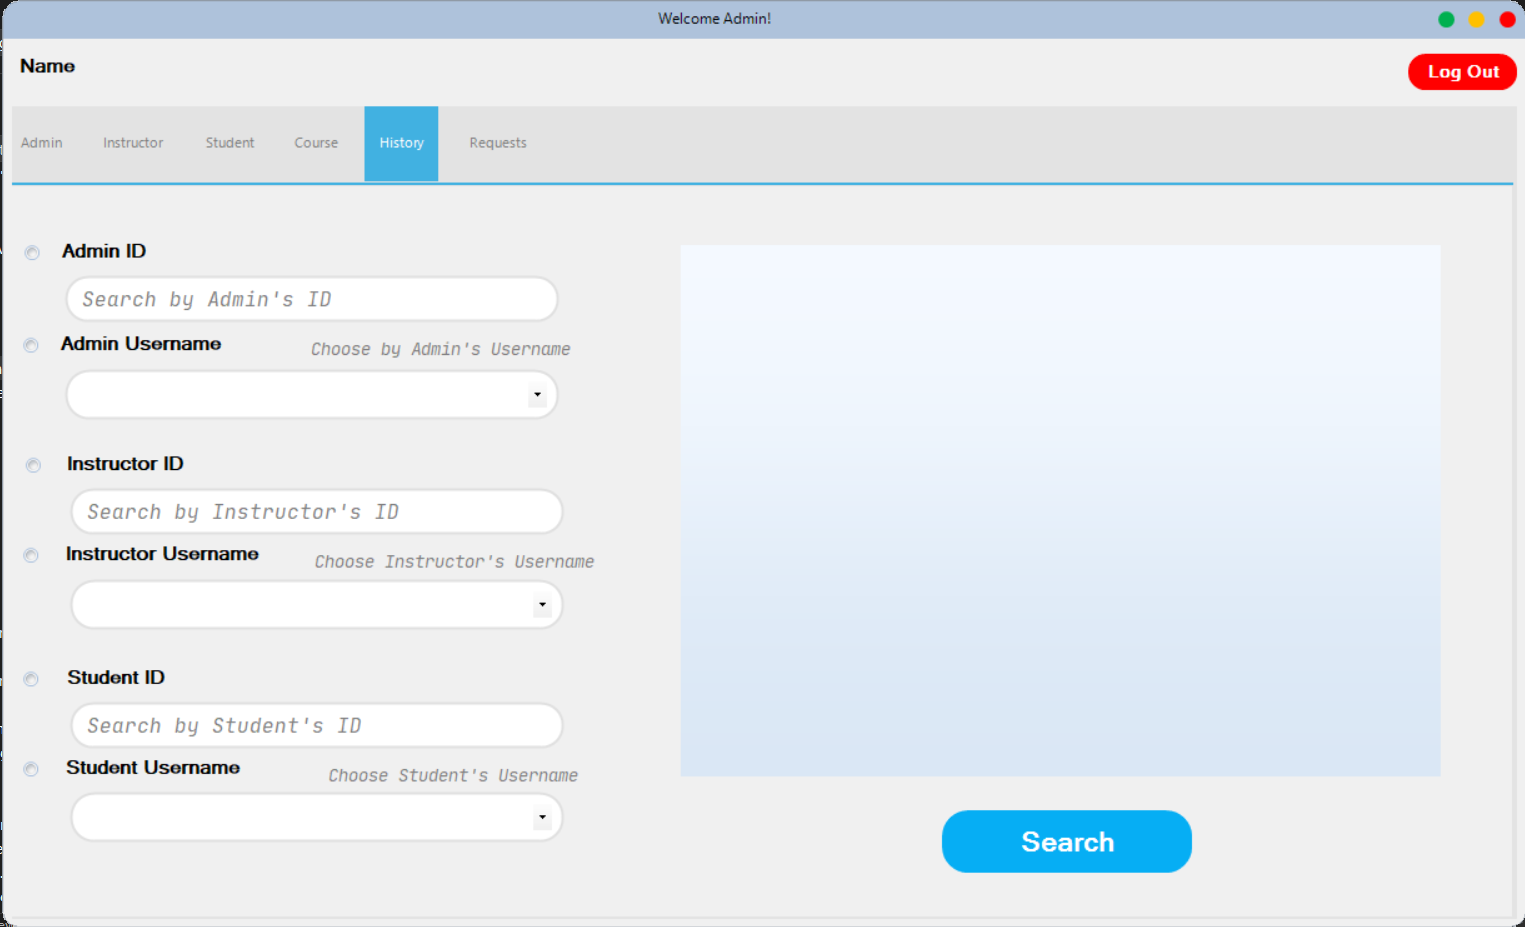 Welcome Admin!
Name
Log Out
Admin Instructor Student Course History Requests
Admin ID
Search by Admin's ID
Admin Username Choose by Admin's Username
Instructor ID
Search by Instructor's ID
Instructor Username Choose Instructor's Username
Student ID
Search by Student's ID
Student Username Choose Student's Username
Search